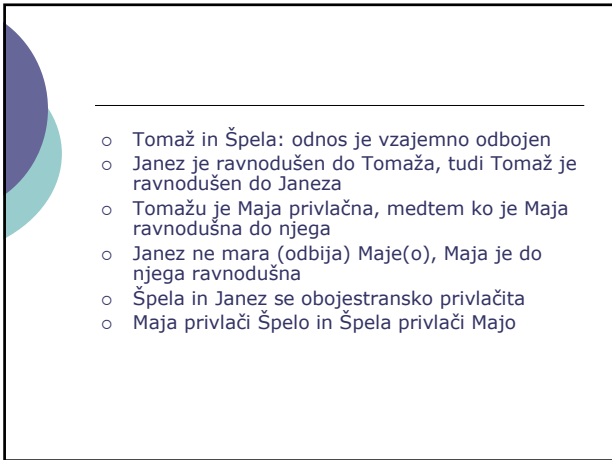 ○ Tomaž in Špela: odnos je vzajemno odbojen
○ Janez je ravnodušen do Tomaža, tudi Tomaž je
ravnodušen do Janeza
○ Tomažu je Maja privlačna, medtem ko je Maja
ravnodušna do njega
○ Janez ne mara (odbija) Maje(o), Maja je do
njega ravnodušna
○ Špela in Janez se obojestransko privlačita
○ Maja privlači Špelo in Špela privlači Majo